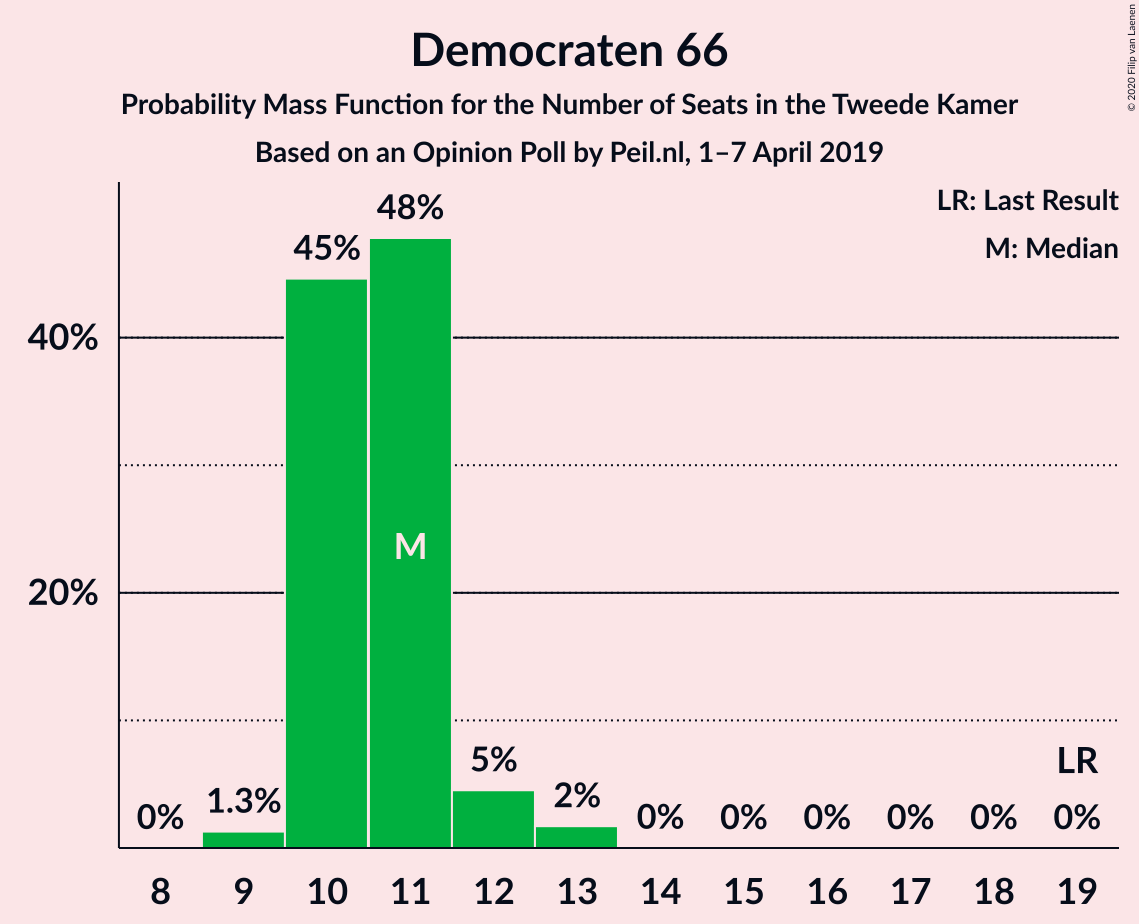 Democraten 66
Probability Mass Function for the Number of Seats in the Tweede Kamer
Based on an Opinion Poll by Peil.nl, 1–7 April 2019
© 2020 Filip van Laenen
LR: Last Result
M: Median
48%
45%
40%
M
20%
5%
LR
2%
1.3%
0% 0% 0% 0% 0% 0% 0%
8 9 10 11 12 13 14 15 16 17 18 19